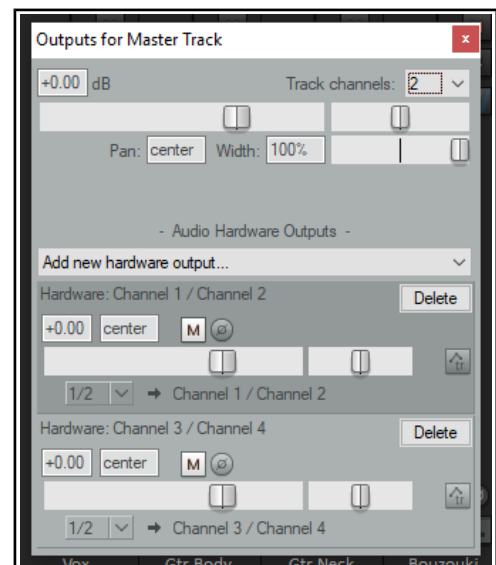 Outputs for Master Track x
+0.00 dB Track channels: 2
Pan: center Width: 100%
- Audio Hardware Outputs -
Add new hardware output...
Hardware: Channel 1 / Channel 2 Delete
+0.00 center M ø
1/2 → Channel 1 / Channel 2
Hardware: Channel 3 / Channel 4 Delete
+0.00 center M ø
1/2 → Channel 3 / Channel 4
Vox Gtr Body Gtr Neck Bouzouki